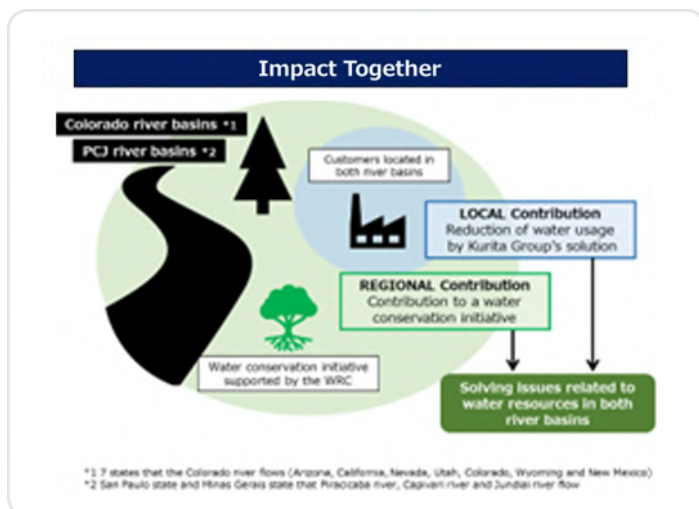 Impact Together
Colorado river basins *1
PCJ river basins *2
Customers located in
both river basins
LOCAL Contribution
Reduction of water usage
by Kurita Group's solution
REGIONAL Contribution
Contribution to a water
conservation initiative
Water conservation initiative
supported by the WRC
Solving issues related to
water resources in both
river basins
*1 7 states that the Colorado river flows (Arizona, California, Nevada, Utah, Colorado, Wyoming and New Mexico)
*2 San Paulo state and Minas Gerais state that Piracicaba river, Capivari river and Jundiai river flow